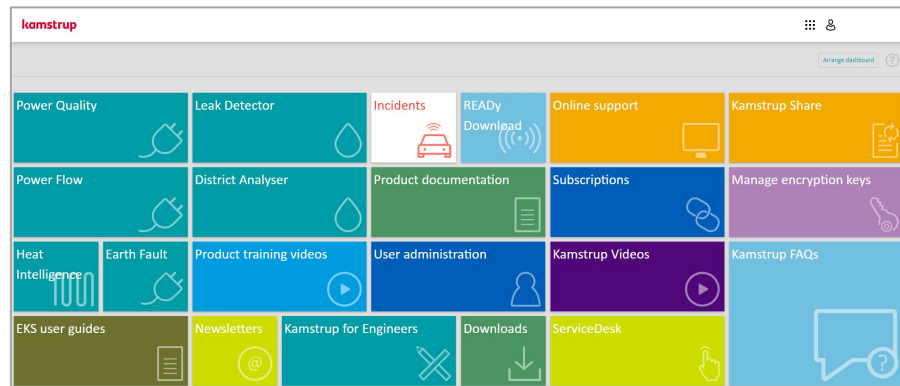 kamstrup
Arrange dashboard
?
Power Quality
Leak Detector
Incidents
READy
Download
Online support
Kamstrup Share
Power Flow
District Analyser
Product documentation
Subscriptions
Manage encryption keys
Heat
Intelligence
Earth Fault
Product training videos
User administration
Kamstrup Videos
Kamstrup FAQs
?
EKS user guides
Newsletters
@
Kamstrup for Engineers
Downloads
ServiceDesk